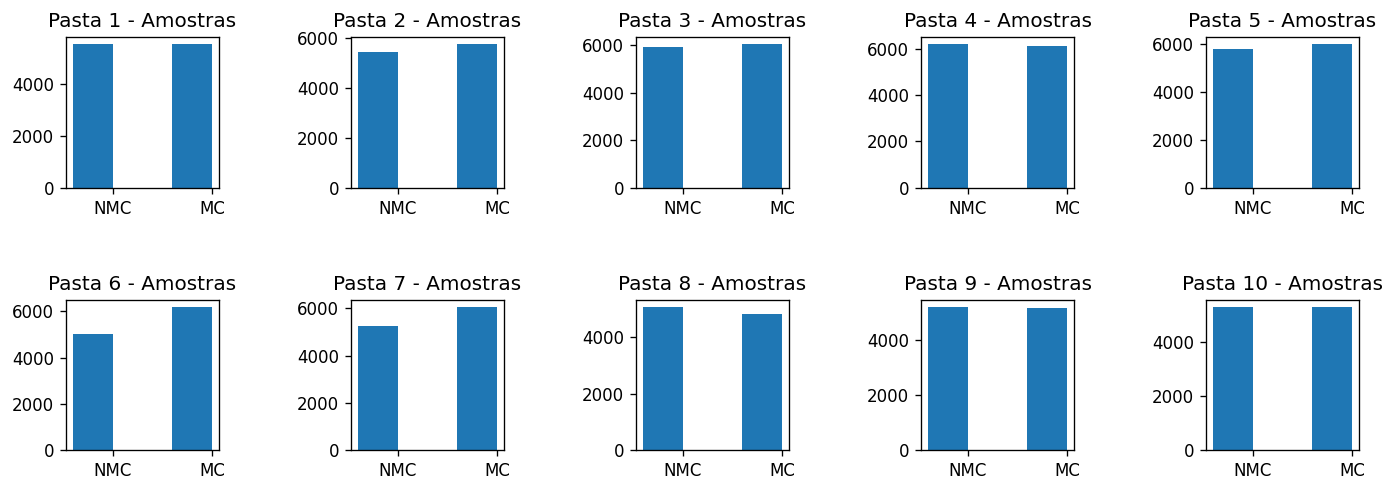 Pasta 1 - Amostras
4000
2000
0
NMC MC
Pasta 2 - Amostras
6000
4000
2000
0
NMC MC
Pasta 3 - Amostras
6000
4000
2000
0
NMC MC
Pasta 4 - Amostras
6000
4000
2000
0
NMC MC
Pasta 5 - Amostras
6000
4000
2000
0
NMC MC
Pasta 6 - Amostras
6000
4000
2000
0
NMC MC
Pasta 7 - Amostras
6000
4000
2000
0
NMC MC
Pasta 8 - Amostras
4000
2000
0
NMC MC
Pasta 9 - Amostras
4000
2000
0
NMC MC
Pasta 10 - Amostras
4000
2000
0
NMC MC